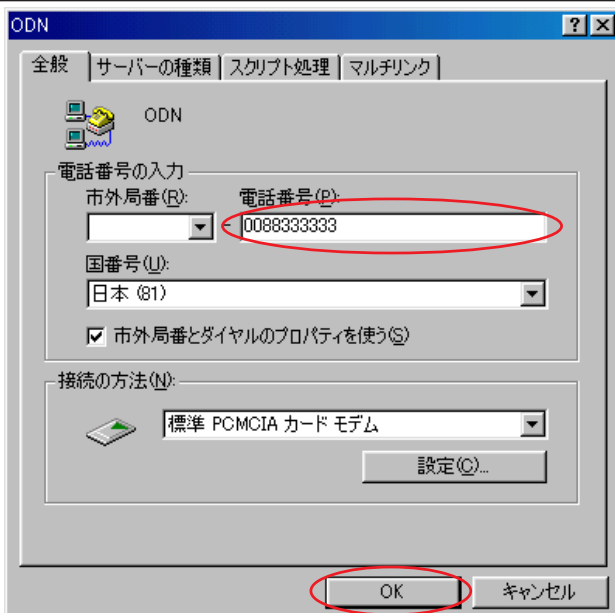 ODN
全般 サーバーの種類 スクリプト処理 マルチリンク
ODN
電話番号の入力
市外局番(R): 電話番号(P):
- 0088333333
国番号(U):
日本 (81)
市外局番とダイヤルのプロパティを使う(S)
接続の方法(N):
標準 PCMCIA カード モデム
設定(C)...
OK キャンセル